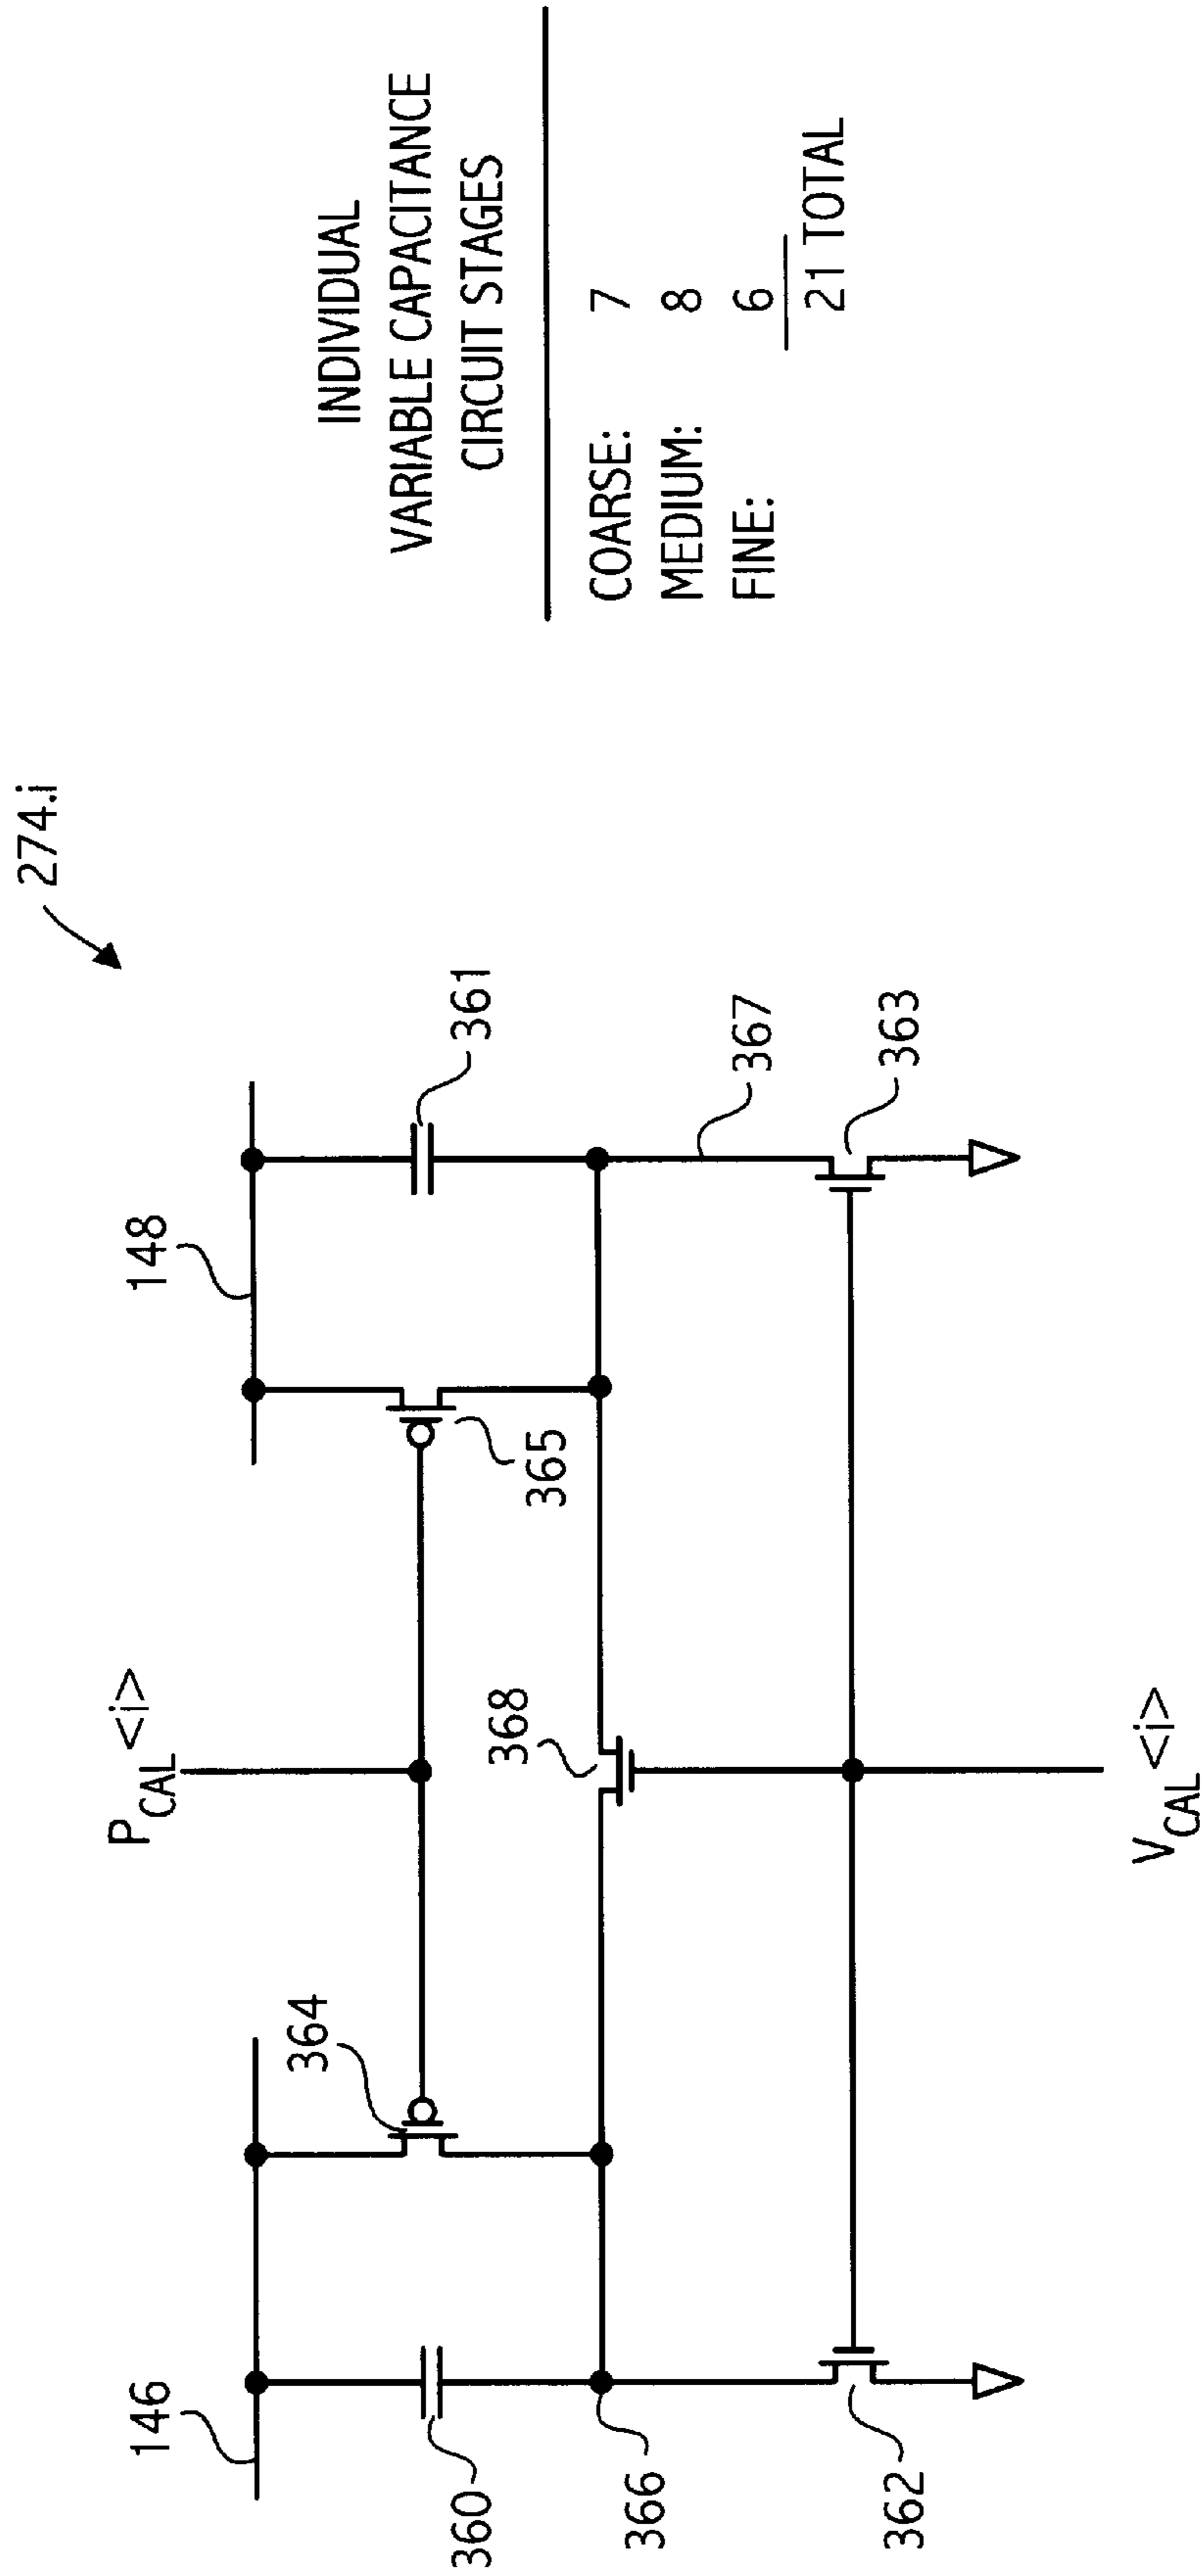 274.i
146
148
P_CAL<i>
360
364
365
361
366
368
367
362
363
V_CAL<i>
INDIVIDUAL
VARIABLE CAPACITANCE
CIRCUIT STAGES
COARSE: 7
MEDIUM: 8
FINE: 6
21 TOTAL